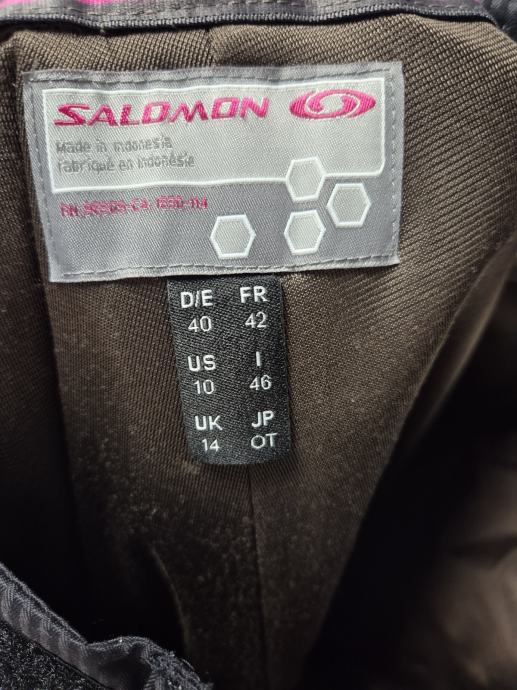 SALOMON
Made in Indonesia
Fabriqué en Indonésie
D/E FR
40 42
US I
10 46
UK JP
14 OT